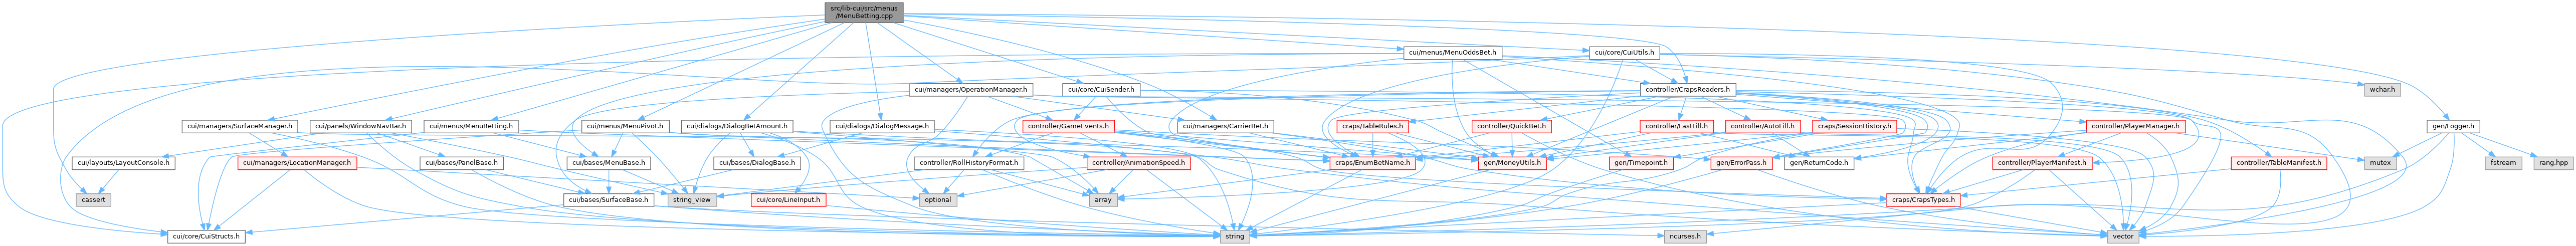 src/lib-cui/src/menus
/MenuBetting.cpp
cui/menus/MenuOddsBet.h
cui/core/CuiUtils.h
cui/managers/OperationManager.h
cui/core/CuiSender.h
controller/CrapsReaders.h
wchar.h
cui/managers/SurfaceManager.h
cui/panels/WindowNavBar.h
cui/menus/MenuBetting.h
cui/menus/MenuPivot.h
cui/dialogs/DialogBetAmount.h
cui/dialogs/DialogMessage.h
controller/GameEvents.h
cui/managers/CarrierBet.h
craps/TableRules.h
controller/QuickBet.h
controller/LastFill.h
controller/AutoFill.h
craps/SessionHistory.h
controller/PlayerManager.h
gen/Logger.h
cui/layouts/LayoutConsole.h
cui/managers/LocationManager.h
cui/bases/PanelBase.h
cui/bases/MenuBase.h
cui/bases/DialogBase.h
controller/RollHistoryFormat.h
controller/AnimationSpeed.h
craps/EnumBetName.h
gen/MoneyUtils.h
gen/Timepoint.h
gen/ErrorPass.h
gen/ReturnCode.h
controller/PlayerManifest.h
controller/TableManifest.h
mutex
fstream
rang.hpp
cassert
cui/bases/SurfaceBase.h
string_view
cui/core/LineInput.h
optional
array
craps/CrapsTypes.h
cui/core/CuiStructs.h
string
ncurses.h
vector